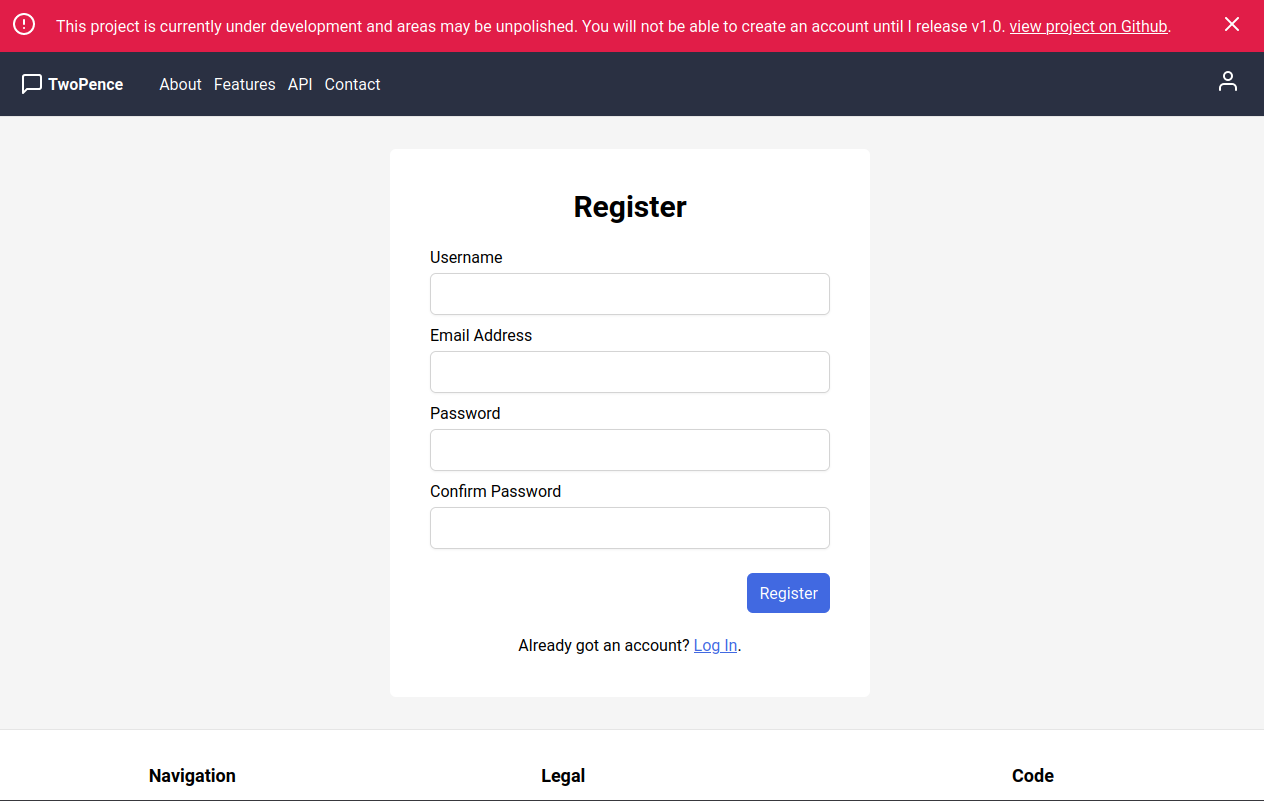 This project is currently under development and areas may be unpolished. You will not be able to create an account until I release v1.0. view project on Github.
TwoPence About Features API Contact
Register
Username
Email Address
Password
Confirm Password
Register
Already got an account? Log In.
Navigation Legal Code